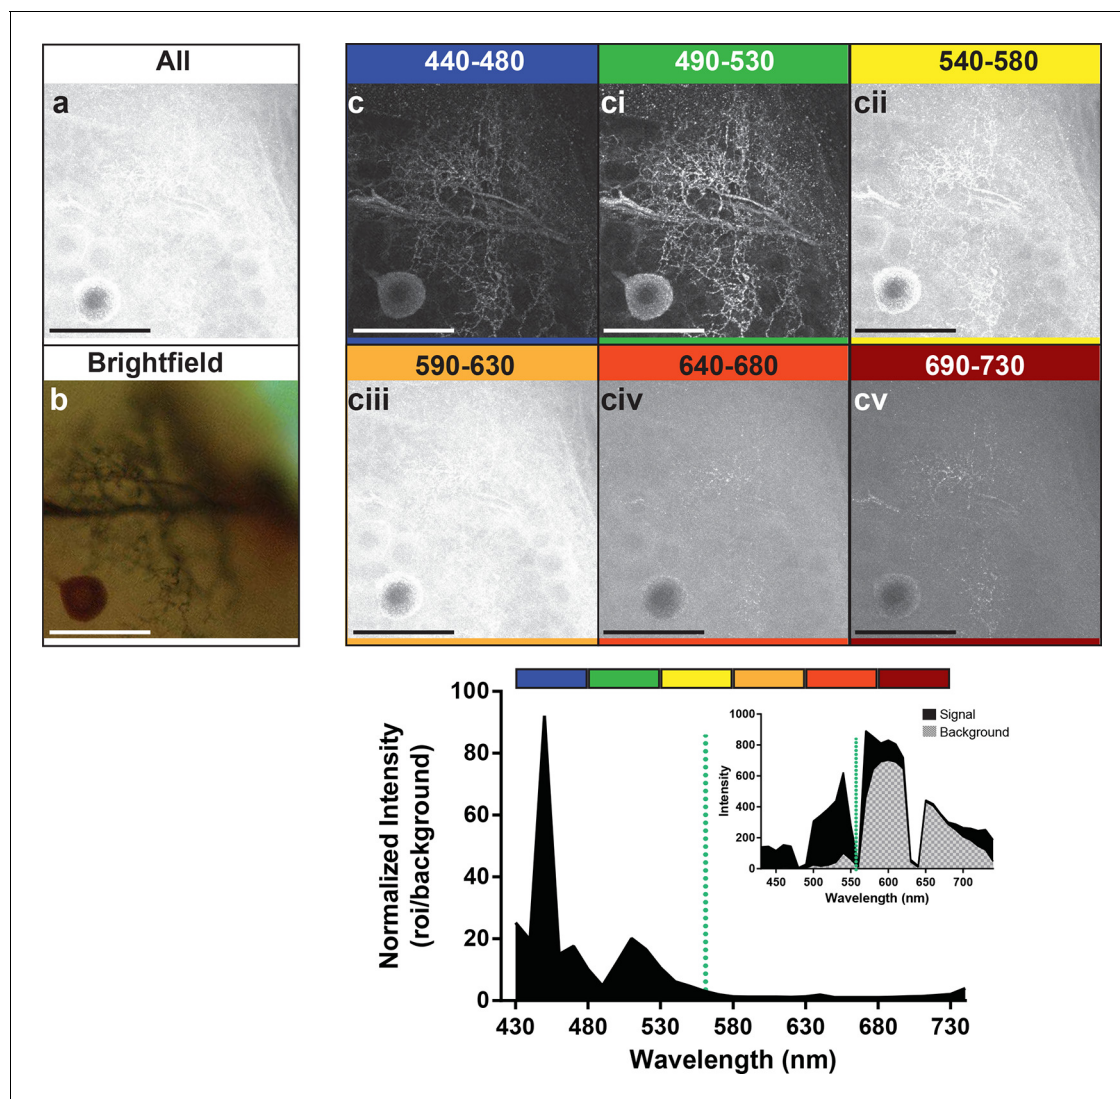 All
a
Brightfield
b
440-480
490-530
540-580
c
ci
cii
590-630
640-680
690-730
ciii
civ
cv
100
80
60
40
20
0
Normalized Intensity
(roi/background)
430
480
530
580
630
680
730
Wavelength (nm)
1000
800
600
400
200
0
Intensity
Signal
Background
450
500
550
600
650
700
Wavelength (nm)